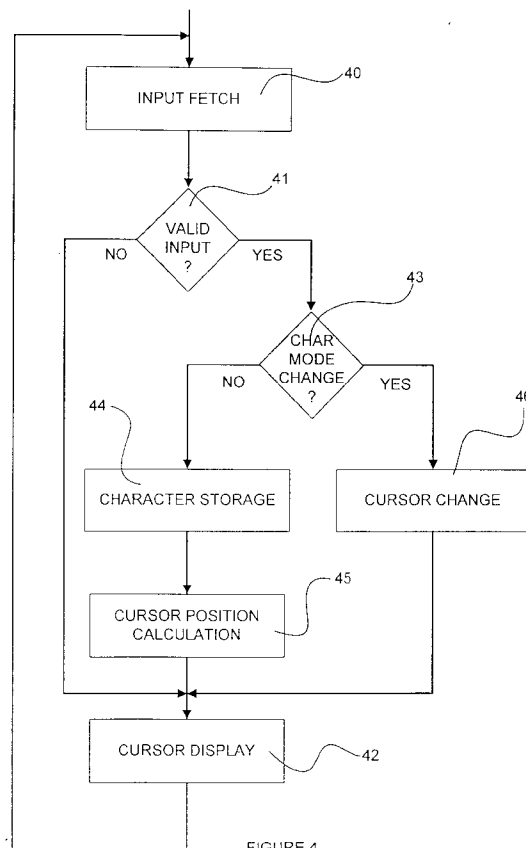 40
INPUT FETCH
41
VALID
INPUT
?
NO
YES
43
CHAR
MODE
CHANGE
?
NO
YES
44
46
CHARACTER STORAGE
CURSOR CHANGE
45
CURSOR POSITION
CALCULATION
CURSOR DISPLAY
42
FIGURE 4